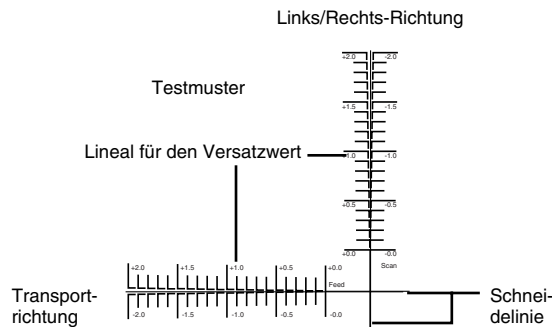 Links/Rechts-Richtung
+2.0 -2.0
Testmuster
+1.5 -1.5
Lineal für den Versatzwert
+1.0 -1.0
+0.5 -0.5
+0.0 -0.0
Scan
+2.0 +1.5 +1.0 +0.5 +0.0
Feed
Transport-
richtung
-2.0 -1.5 -1.0 -0.5 -0.0
Schnei-
delinie